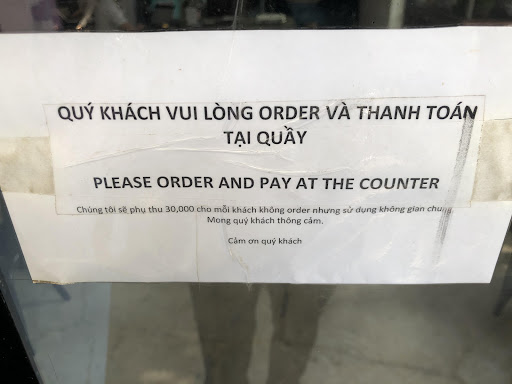 QUÝ KHÁCH VUI LÒNG ORDER VÀ THANH TOÁN
TẠI QUẦY
PLEASE ORDER AND PAY AT THE COUNTER
Chúng tôi sẽ phụ thu 30,000 cho mỗi khách không order nhưng sử dụng không gian chung.
Mong quý khách thông cảm.
Cảm ơn quý khách